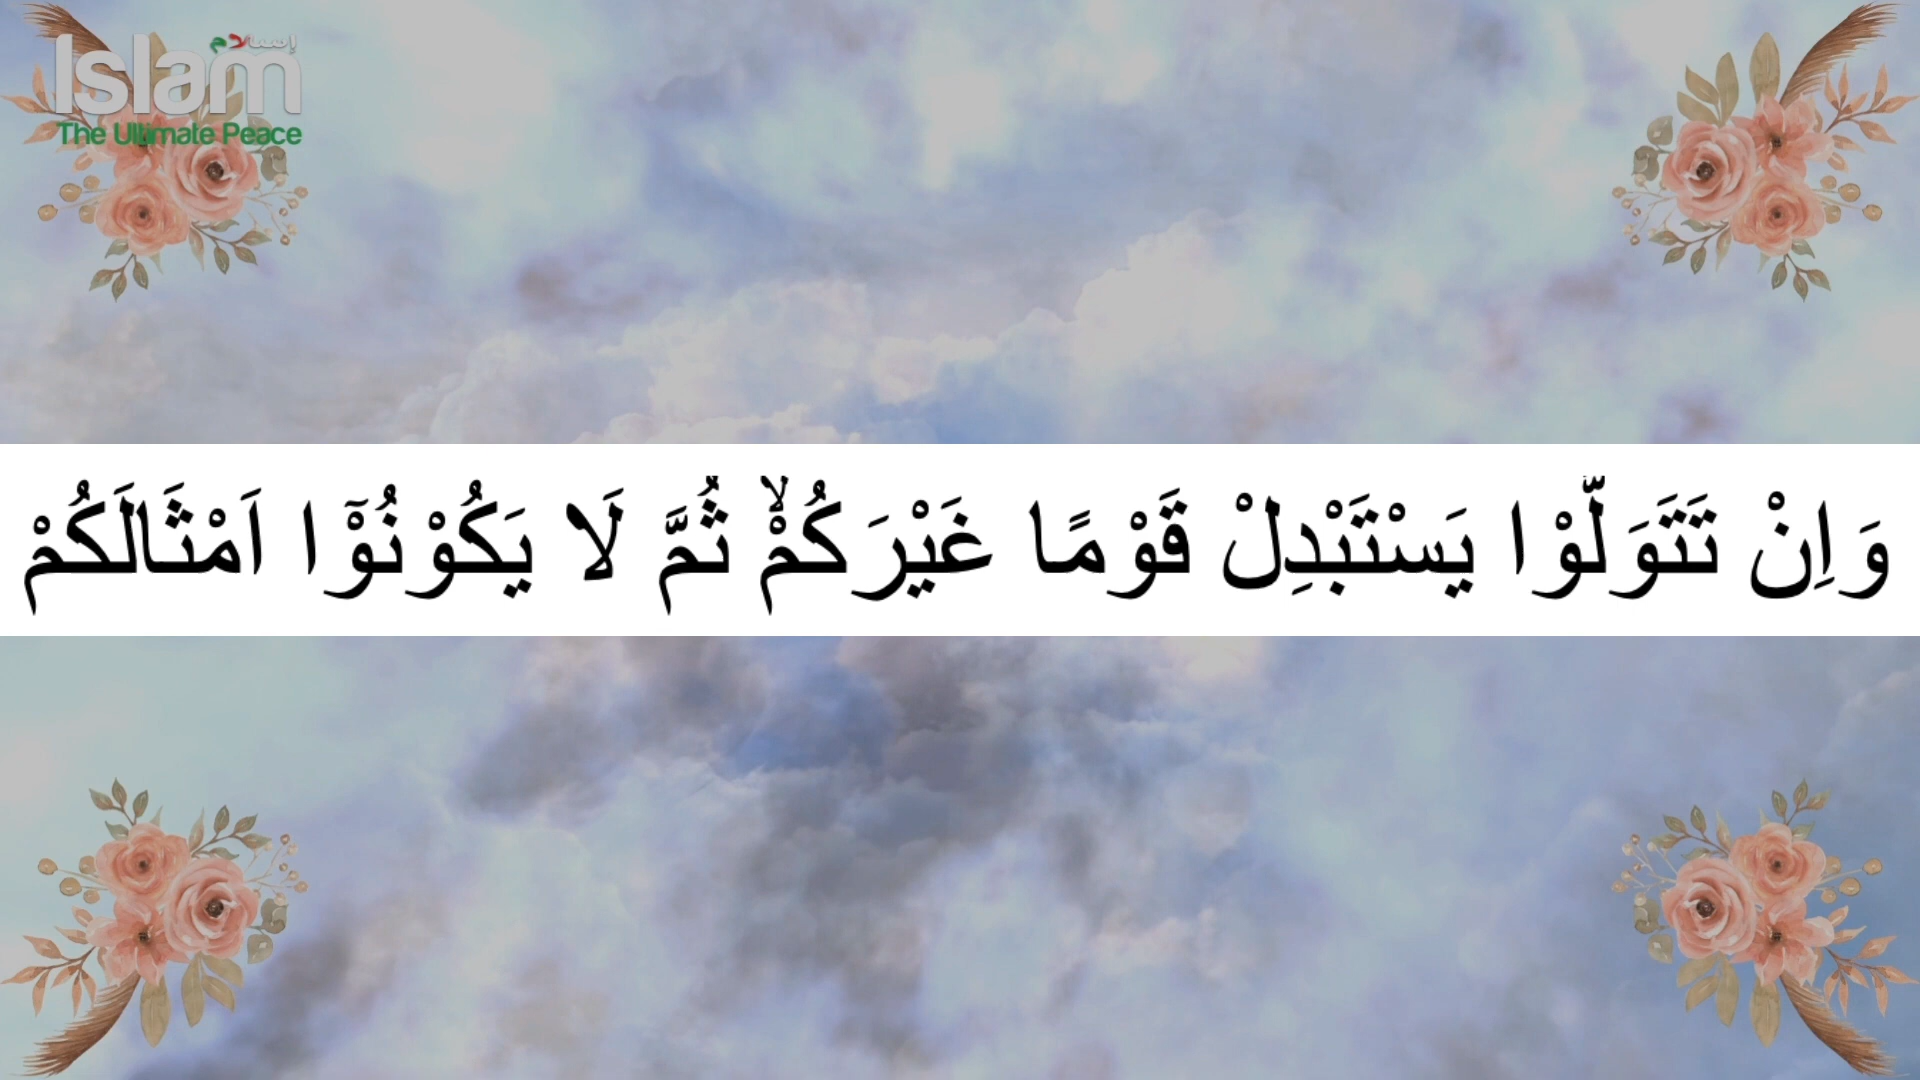 إسلام
Islam
The Ultimate Peace
وَاِنْ تَتَوَلَّوْا يَسْتَبْدِلْ قَوْمًا غَيْرَكُمْۙ ثُمَّ لَا يَكُوْنُوْٓا اَمْثَالَكُمْ